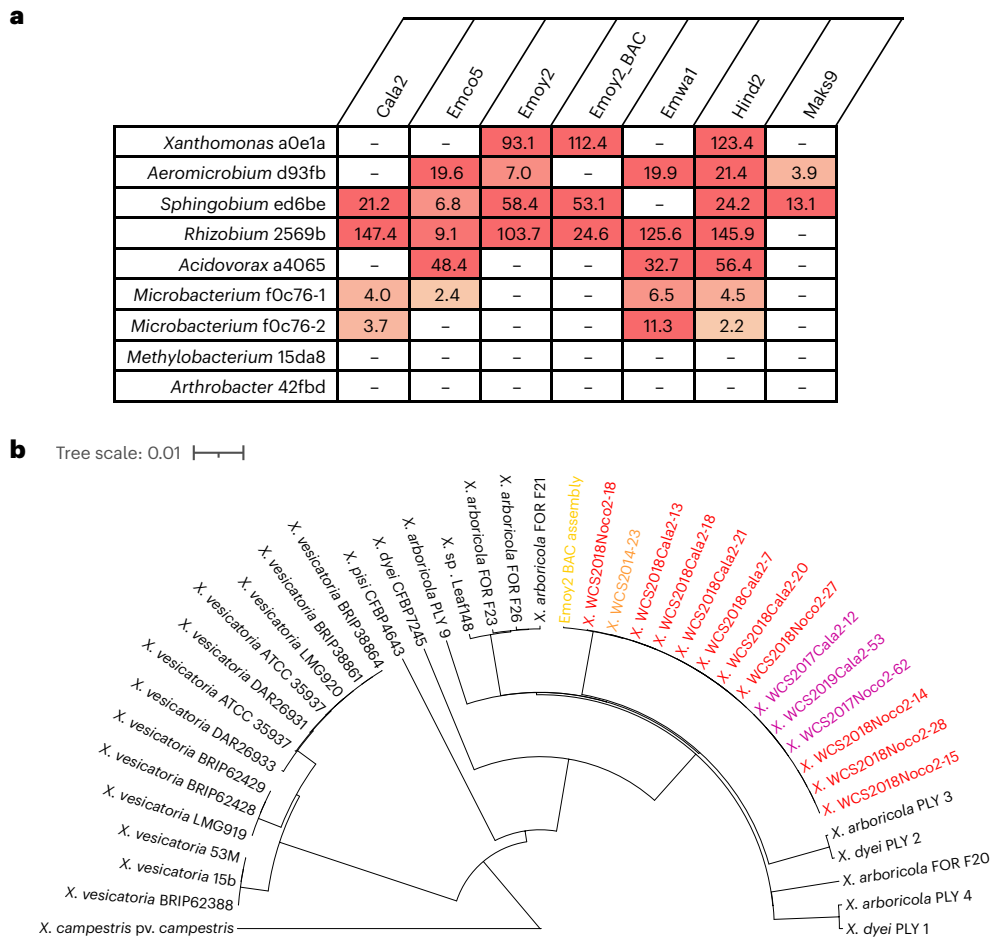 a
Cala2 Emco5 Emoy2 Emoy2_BAC Emwa1 Hind2 Maks9
Xanthomonas a0e1a – – 93.1 112.4 – 123.4 –
Aeromicrobium d93fb – 19.6 7.0 – 19.9 21.4 3.9
Sphingobium ed6be 21.2 6.8 58.4 53.1 – 24.2 13.1
Rhizobium 2569b 147.4 9.1 103.7 24.6 125.6 145.9 –
Acidovorax a4065 – 48.4 – – 32.7 56.4 –
Microbacterium f0c76-1 4.0 2.4 – – 6.5 4.5 –
Microbacterium f0c76-2 3.7 – – – 11.3 2.2 –
Methylobacterium 15da8 – – – – – – –
Arthrobacter 42fbd – – – – – – –
b
Tree scale: 0.01
X. campestris pv. campestris
X. vesicatoria BRIP62388
X. vesicatoria 15b
X. vesicatoria 53M
X. vesicatoria LMG919
X. vesicatoria BRIP62428
X. vesicatoria BRIP62429
X. vesicatoria DAR26933
X. vesicatoria ATCC 35937
X. vesicatoria DAR26931
X. vesicatoria ATCC 35937
X. vesicatoria LMG920
X. vesicatoria BRIP38861
X. vesicatoria BRIP38864
X. pisi CFBP4643
X. dyei CFBP7245
X. arboricola PLY 9
X. sp . Leaf148
X. arboricola FOR F23
X. arboricola FOR F26
X. arboricola FOR F21
Emoy2 BAC assembly
X. WCS2018Noco2-18
X. WCS2014-23
X. WCS2018Cala2-13
X. WCS2018Cala2-18
X. WCS2018Cala2-21
X. WCS2018Cala2-7
X. WCS2018Cala2-20
X. WCS2018Noco2-27
X. WCS2017Cala2-12
X. WCS2019Cala2-53
X. WCS2017Noco2-62
X. WCS2018Noco2-14
X. WCS2018Noco2-28
X. WCS2018Noco2-15
X. arboricola PLY 3
X. dyei PLY 2
X. arboricola FOR F20
X. arboricola PLY 4
X. dyei PLY 1